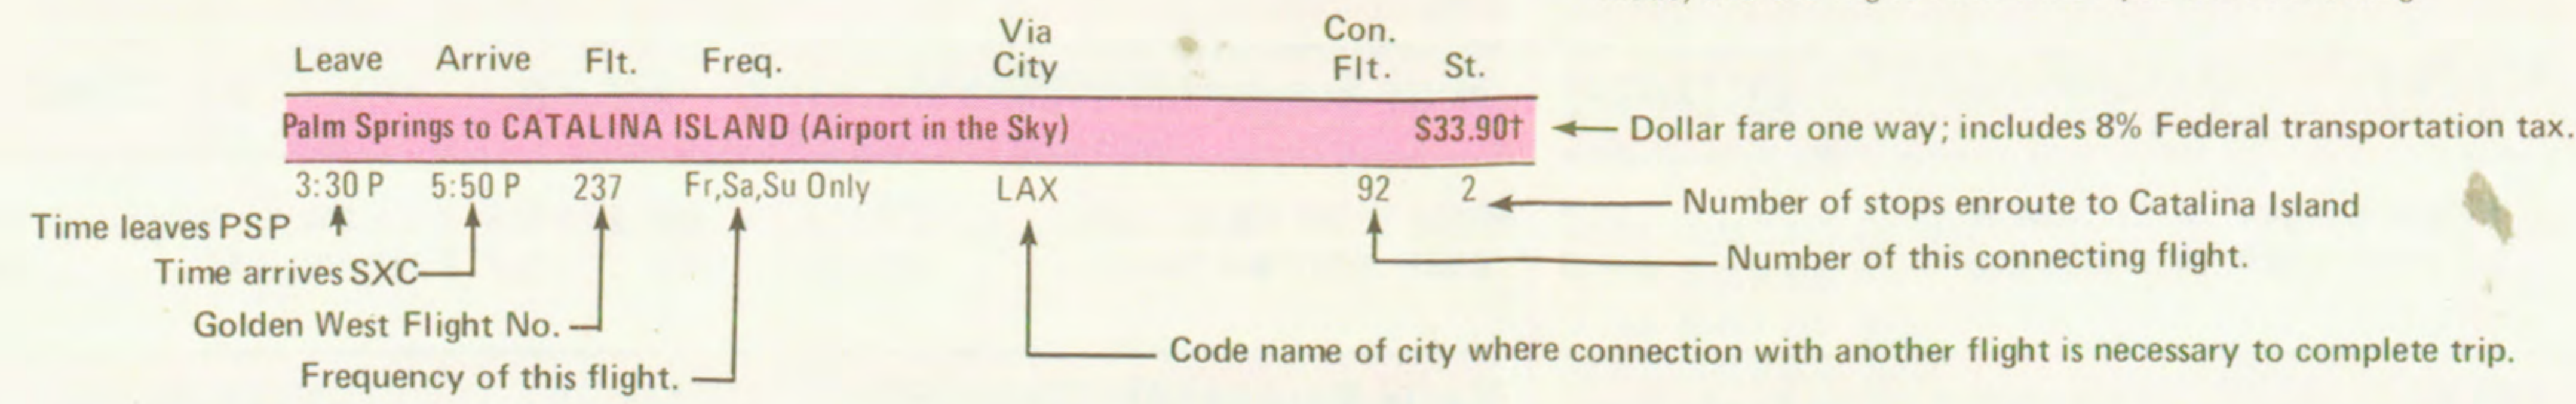 Leave Arrive Flt. Freq. Via City Con. Flt. St.
Palm Springs to CATALINA ISLAND (Airport in the Sky) $33.90†
Dollar fare one way; includes 8% Federal transportation tax.
3:30 P 5:50 P 237 Fr,Sa,Su Only LAX 92 2
Number of stops enroute to Catalina Island
Time leaves PSP
Number of this connecting flight.
Time arrives SXC
Golden West Flight No.
Code name of city where connection with another flight is necessary to complete trip.
Frequency of this flight.